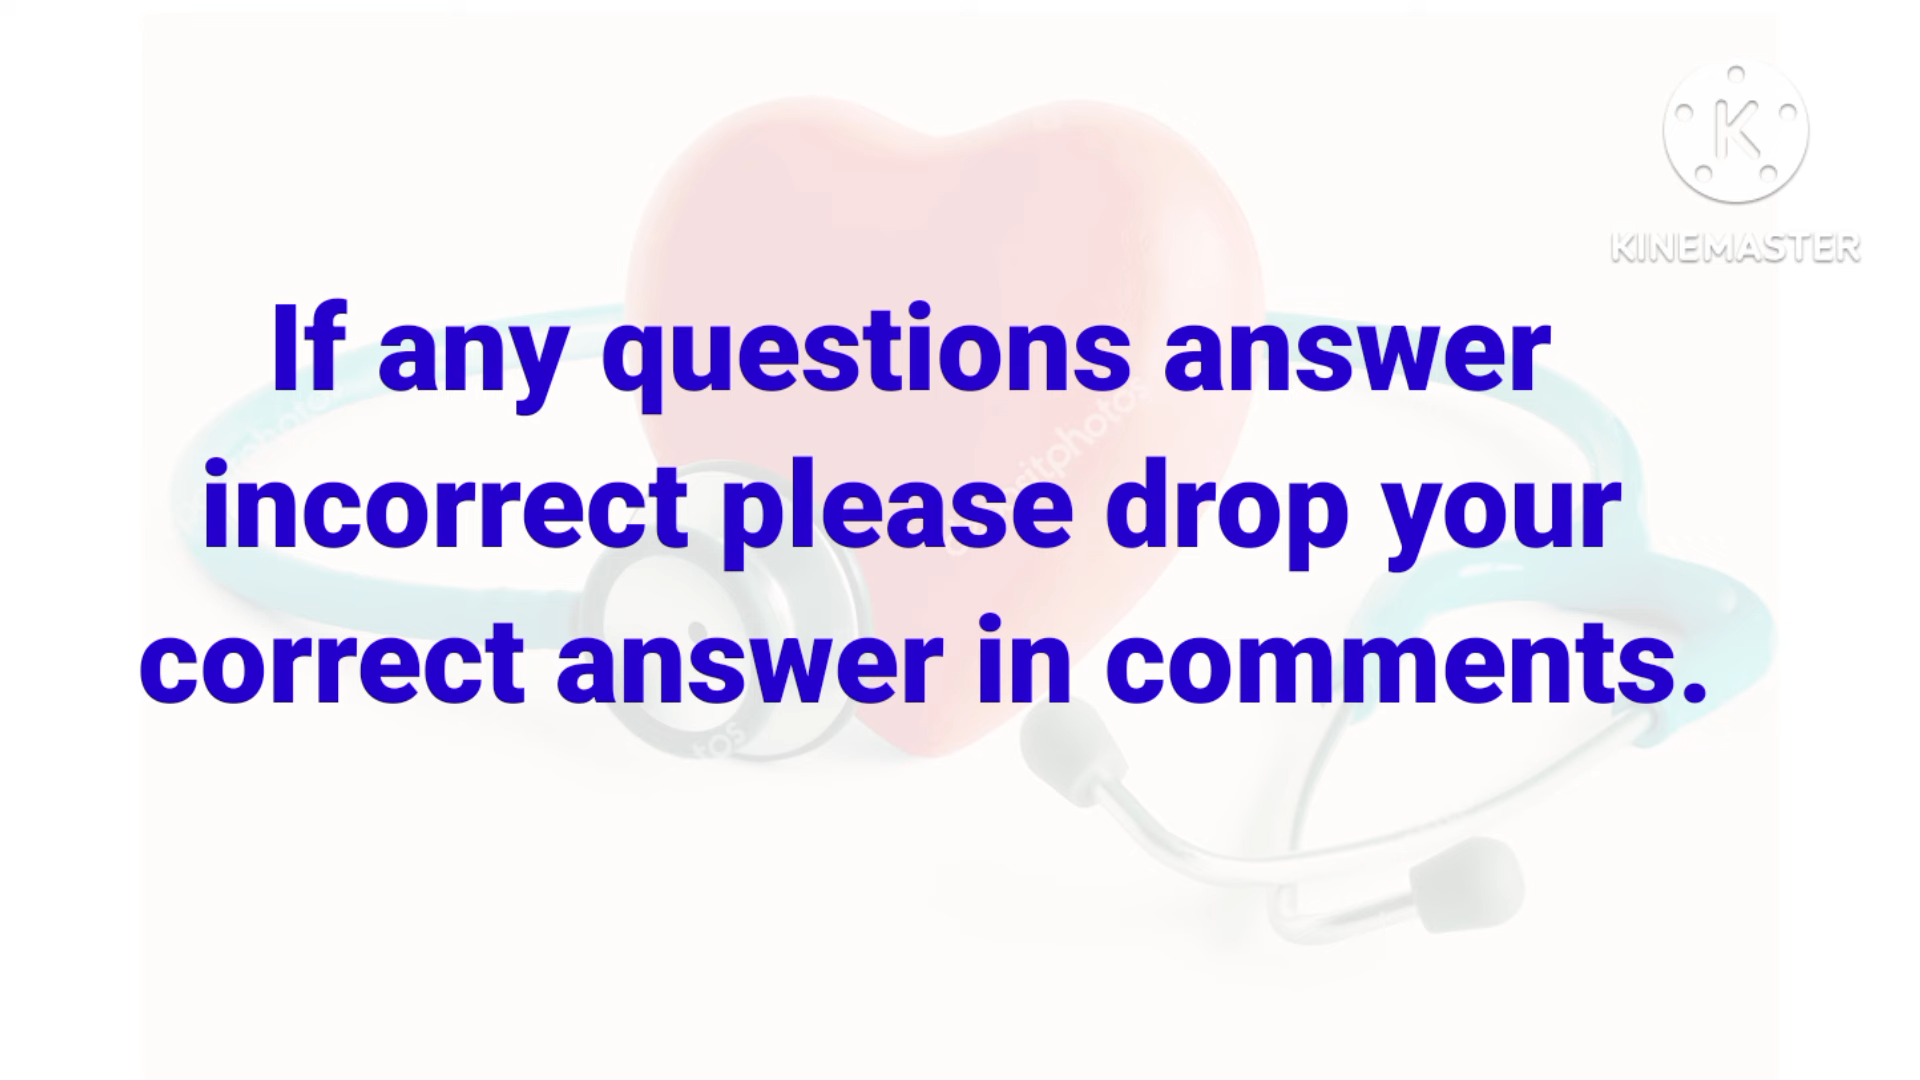 KINEMASTER
If any questions answer
incorrect please drop your
correct answer in comments.